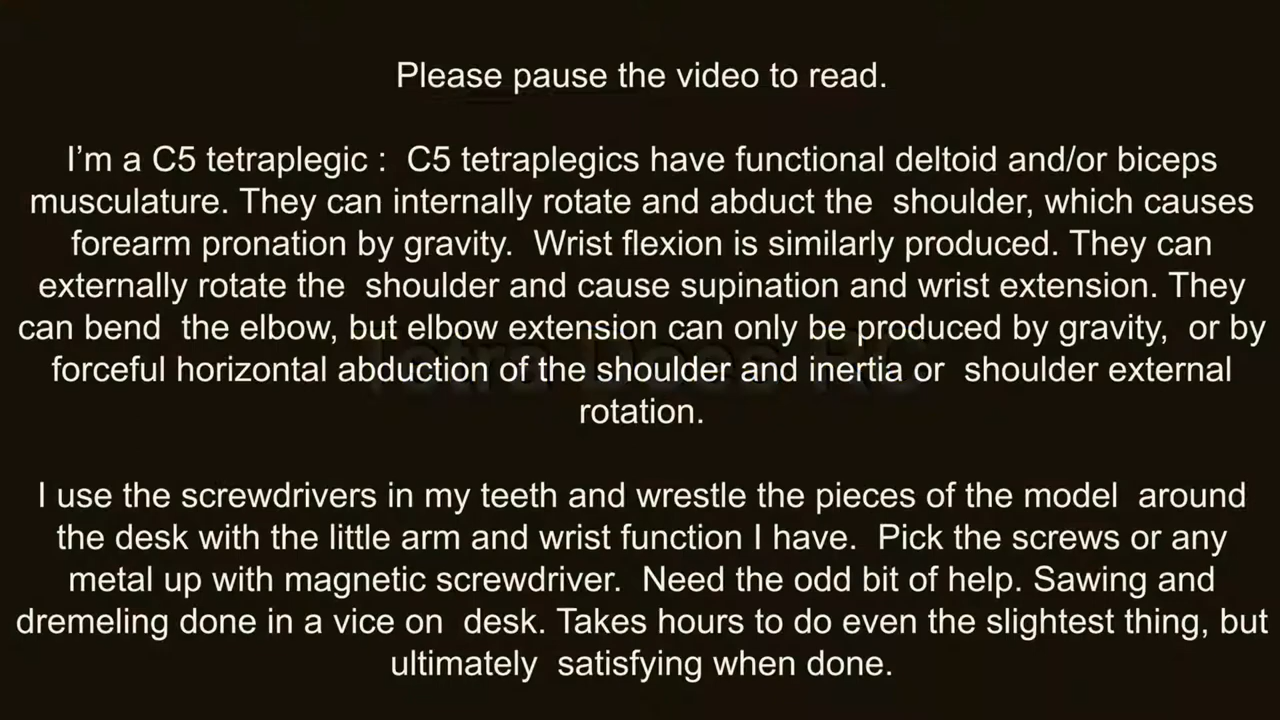 Please pause the video to read.
I’m a C5 tetraplegic :  C5 tetraplegics have functional deltoid and/or biceps
musculature. They can internally rotate and abduct the  shoulder, which causes
forearm pronation by gravity.  Wrist flexion is similarly produced. They can
externally rotate the  shoulder and cause supination and wrist extension. They
can bend  the elbow, but elbow extension can only be produced by gravity,  or by
forceful horizontal abduction of the shoulder and inertia or  shoulder external
rotation.
I use the screwdrivers in my teeth and wrestle the pieces of the model  around
the desk with the little arm and wrist function I have.  Pick the screws or any
metal up with magnetic screwdriver.  Need the odd bit of help. Sawing and
dremeling done in a vice on  desk. Takes hours to do even the slightest thing, but
ultimately  satisfying when done.